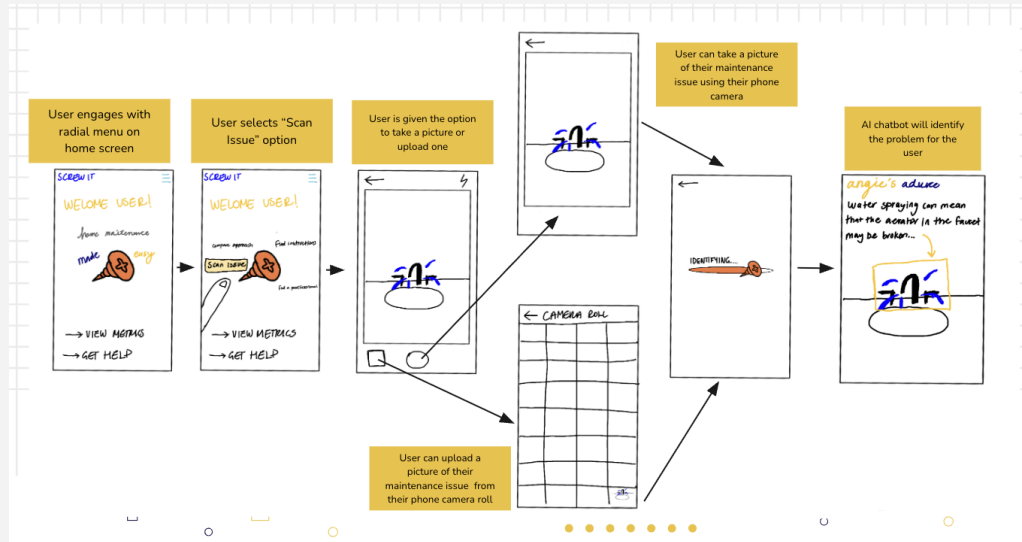 User engages with
radial menu on
home screen
User selects “Scan
Issue” option
User is given the option
to take a picture or
upload one
User can take a picture
of their maintenance
issue using their phone
camera
AI chatbot will identify
the problem for the
user
SCREW IT
WELOME USER!
home maintenance
made
easy
→ VIEW METRICS
→ GET HELP
SCREW IT
WELOME USER!
Compare approach
Find instructions
Scan issue
Find a professional
→ VIEW METRICS
→ GET HELP
← CAMERA ROLL
User can upload a
picture of their
maintenance issue from
their phone camera roll
IDENTIFYING...
angie's advice
Water spraying can mean
that the aerator in the faucet
may be broken...